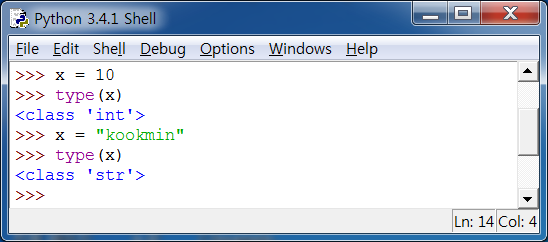 Python 3.4.1 Shell
File Edit Shell Debug Options Windows Help
>>> x = 10
>>> type(x)
<class 'int'>
>>> x = "kookmin"
>>> type(x)
<class 'str'>
>>>
Ln: 14 Col: 4